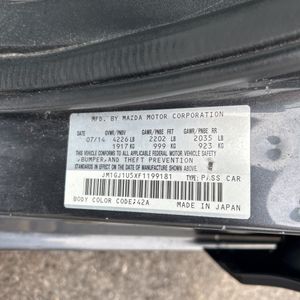 MFD. BY MAZDA MOTOR CORPORATION
GVWR/PNBV GAWR/PNBE FRT GAWR/PNBE RR
07/14 4226 LB 2202 LB 2035 LB
1917 KG 999 KG 923 KG
THIS VEHICLE CONFORMS TO ALL APPLICABLE FEDERAL MOTOR VEHICLE SAFETY,
BUMPER, AND THEFT PREVENTION
STANDARDS IN EFFECT ON THE DATE OF MANUFACTURE SHOWN ABOVE.
JM1GJ1U5XF1199181 TYPE: PASS CAR
BODY COLOR CODE: 42A MADE IN JAPAN